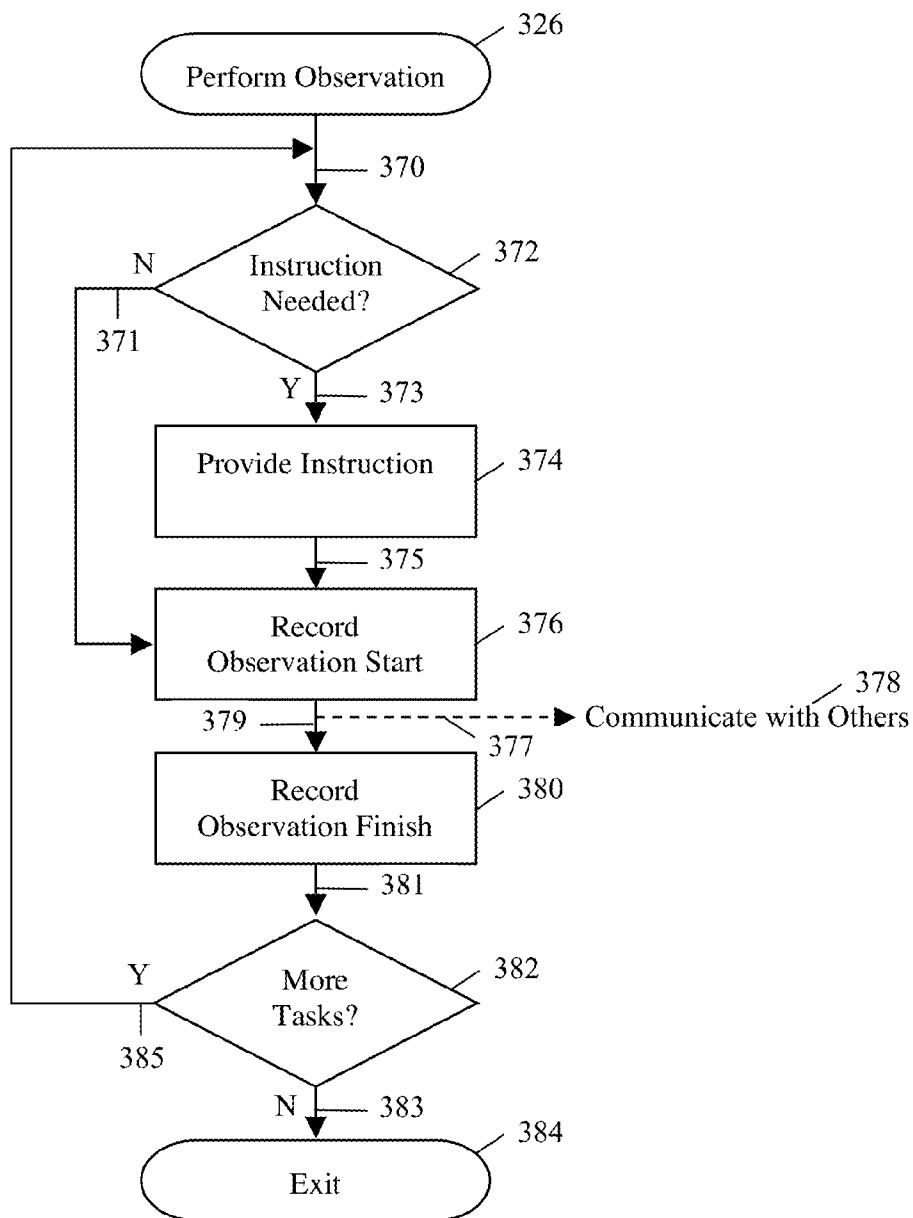 326
Perform Observation
370
N
Instruction
Needed?
372
371
Y
373
Provide Instruction
374
375
Record
Observation Start
376
378
Communicate with Others
379
377
Record
Observation Finish
380
381
Y
More
Tasks?
382
385
N
383
384
Exit